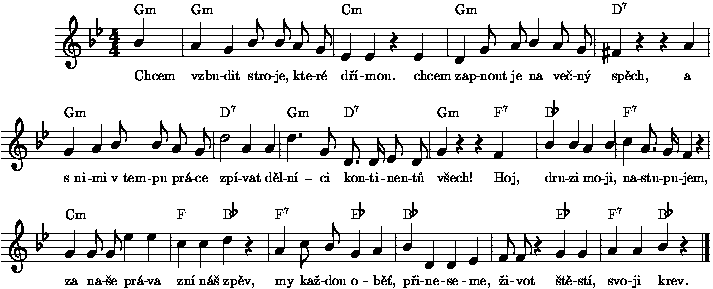 Gm Gm Cm Gm D7
4 4
Chcem vzbu-dit stro-je, kte-ré dří-mou. chcem zap-nout je na več-ný spěch, a
Gm D7 Gm D7 Gm F7 B♭ F7
s ni-mi v tem-pu prá-ce zpí-vat děl-ní-ci kon-ti-nen-tů všech! Hoj, dru-zi mo-ji, na-stu-pu-jem,
Cm F B♭ F7 E♭ B♭ E♭ F7 B♭
za na-še prá-va zní náš zpěv, my kaž-dou o-běť, při-ne-se-me, ži-vot ště-stí, svo-ji krev.